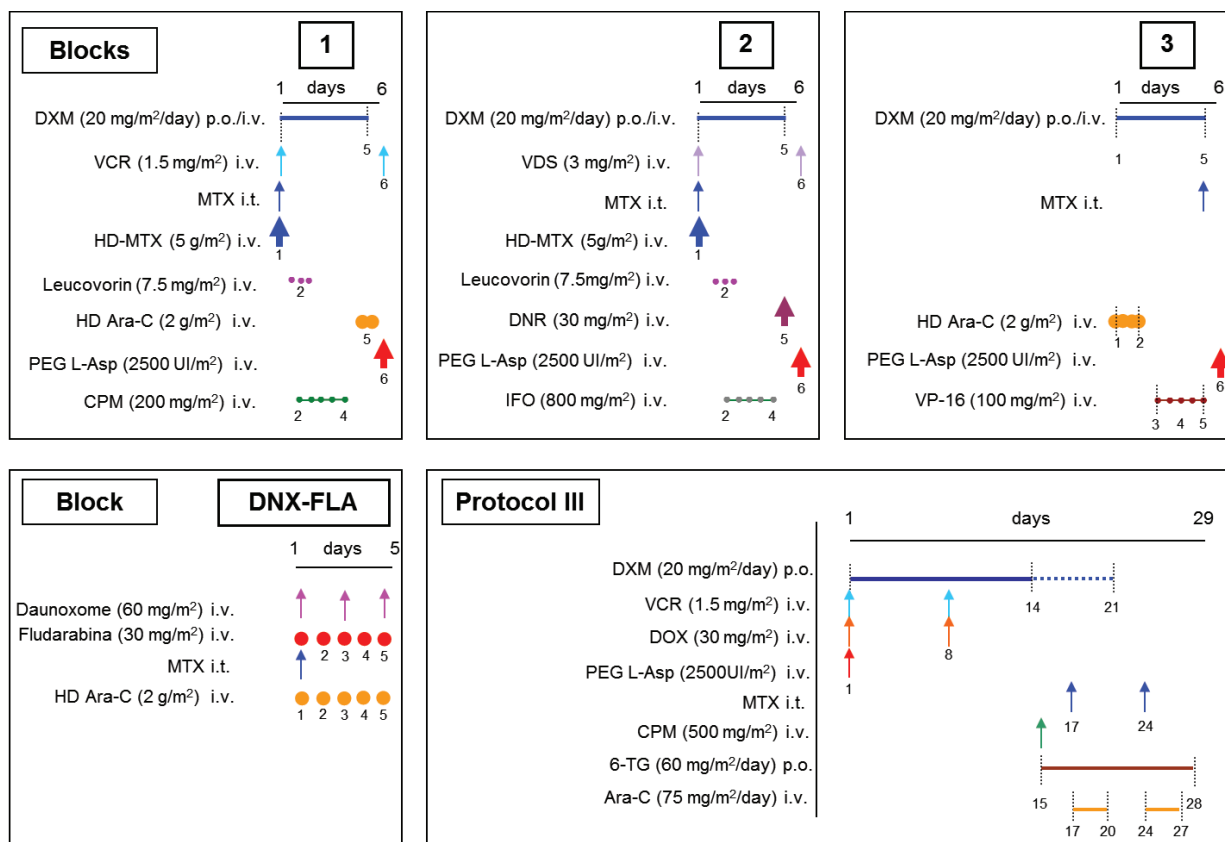 Blocks
1
1 days 6
DXM (20 mg/m²/day) p.o./i.v.
5
VCR (1.5 mg/m²) i.v.
6
MTX i.t.
HD-MTX (5 g/m²) i.v.
1
Leucovorin (7.5 mg/m²) i.v.
2
HD Ara-C (2 g/m²) i.v.
5
PEG L-Asp (2500 UI/m²) i.v.
6
CPM (200 mg/m²) i.v.
2 4
2
1 days 6
DXM (20 mg/m²/day) p.o./i.v.
5
VDS (3 mg/m²) i.v.
6
MTX i.t.
HD-MTX (5g/m²) i.v.
1
Leucovorin (7.5mg/m²) i.v.
2
DNR (30 mg/m²) i.v.
5
PEG L-Asp (2500 UI/m²) i.v.
6
IFO (800 mg/m²) i.v.
2 4
3
1 days 6
DXM (20 mg/m²/day) p.o./i.v.
1 5
MTX i.t.
HD Ara-C (2 g/m²) i.v.
1 2
PEG L-Asp (2500 UI/m²) i.v.
6
VP-16 (100 mg/m²) i.v.
3 4 5
Block
DNX-FLA
1 days 5
Daunoxome (60 mg/m²) i.v.
Fludarabina (30 mg/m²) i.v.
2 3 4 5
MTX i.t.
HD Ara-C (2 g/m²) i.v.
1 2 3 4 5
Protocol III
1 days 29
DXM (20 mg/m²/day) p.o.
14 21
VCR (1.5 mg/m²) i.v.
DOX (30 mg/m²) i.v.
8
PEG L-Asp (2500UI/m²) i.v.
1
MTX i.t.
17 24
CPM (500 mg/m²) i.v.
6-TG (60 mg/m²/day) p.o.
15 28
Ara-C (75 mg/m²/day) i.v.
17 20 24 27